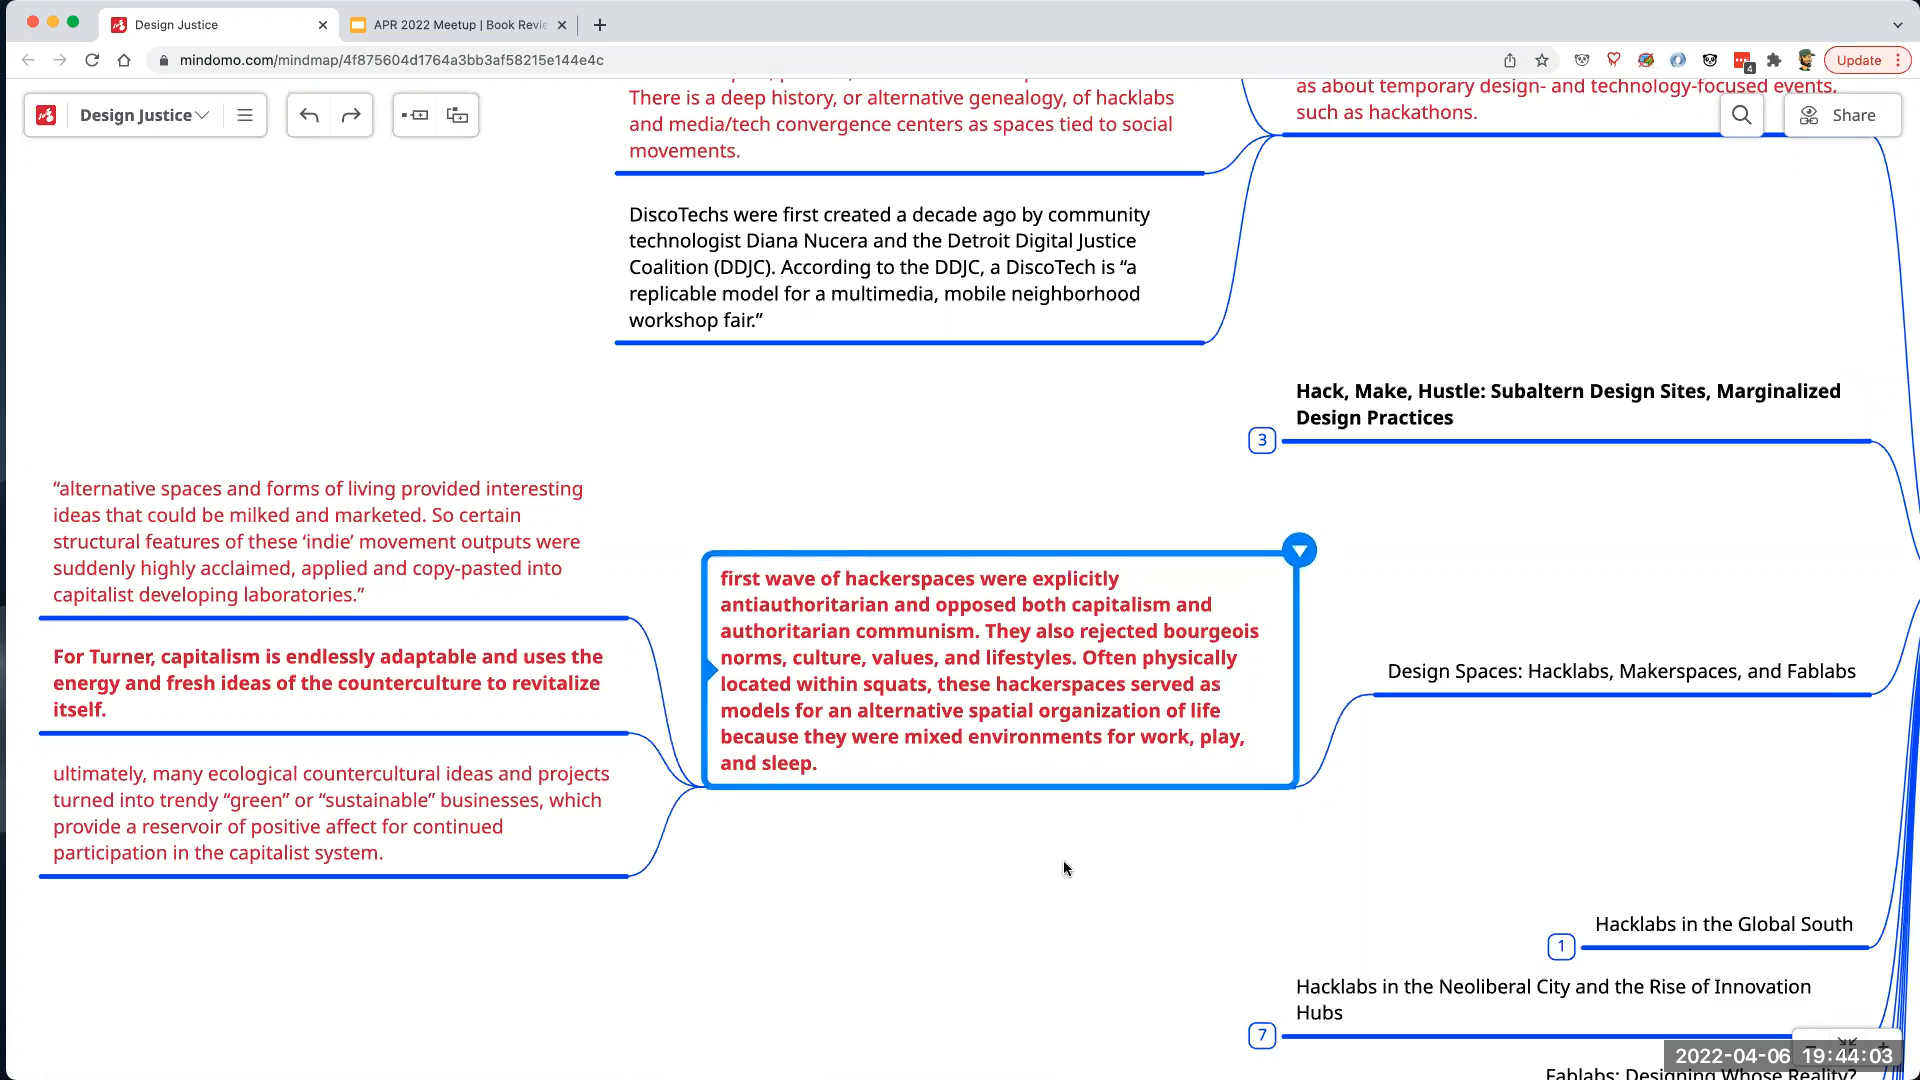 Design Justice
APR 2022 Meetup | Book Revie
mindomo.com/mindmap/4f875604d1764a3bb3af58215e144e4c
4
Update
Design Justice
Share
as about temporary design- and technology-focused events,
such as hackathons.
There is a deep history, or alternative genealogy, of hacklabs
and media/tech convergence centers as spaces tied to social
movements.
DiscoTechs were first created a decade ago by community
technologist Diana Nucera and the Detroit Digital Justice
Coalition (DDJC). According to the DDJC, a DiscoTech is “a
replicable model for a multimedia, mobile neighborhood
workshop fair.”
Hack, Make, Hustle: Subaltern Design Sites, Marginalized
Design Practices
3
“alternative spaces and forms of living provided interesting
ideas that could be milked and marketed. So certain
structural features of these ‘indie’ movement outputs were
suddenly highly acclaimed, applied and copy-pasted into
capitalist developing laboratories.”
For Turner, capitalism is endlessly adaptable and uses the
energy and fresh ideas of the counterculture to revitalize
itself.
ultimately, many ecological countercultural ideas and projects
turned into trendy “green” or “sustainable” businesses, which
provide a reservoir of positive affect for continued
participation in the capitalist system.
first wave of hackerspaces were explicitly
antiauthoritarian and opposed both capitalism and
authoritarian communism. They also rejected bourgeois
norms, culture, values, and lifestyles. Often physically
located within squats, these hackerspaces served as
models for an alternative spatial organization of life
because they were mixed environments for work, play,
and sleep.
Design Spaces: Hacklabs, Makerspaces, and Fablabs
Hacklabs in the Global South
1
Hacklabs in the Neoliberal City and the Rise of Innovation
Hubs
7
2022-04-06 19:44:03
Fablabs: Designing Whose Reality?